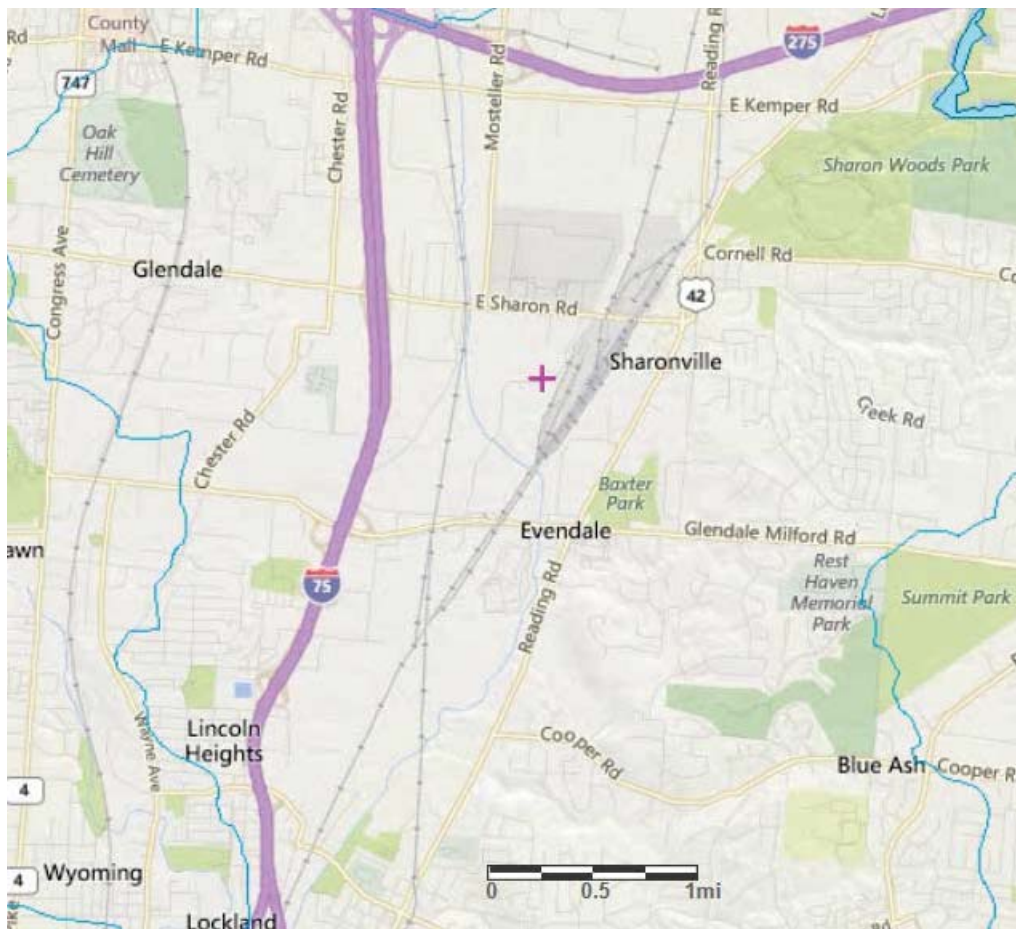 County
Mall
Rd
E Kemper Rd
747
Mosteller Rd
Reading R
275
E Kemper Rd
Oak
Hill
Cemetery
Chester Rd
Sharon Woods Park
Congress Ave
Glendale
Cornell Rd
Co
42
E Sharon Rd
Sharonville
Creek Rd
Chester Rd
Baxter
Park
Evendale
Glendale Milford Rd
awn
75
Reading Rd
Rest
Haven
Memorial
Park
Summit Park
Lincoln
Heights
Wayne Ave
Cooper Rd
Blue Ash
Cooper R
4
4
Wyoming
0 0.5 1mi
Lockland
ike
Rd